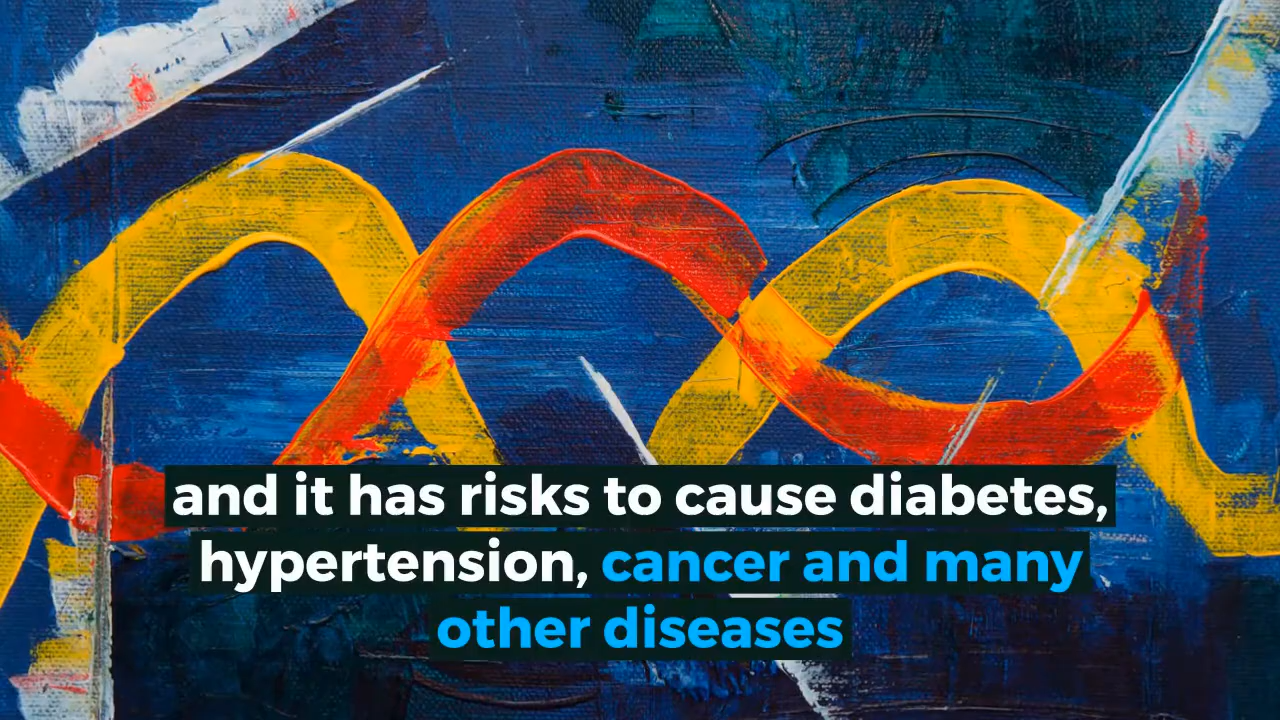 and it has risks to cause diabetes,
hypertension, cancer and many
other diseases